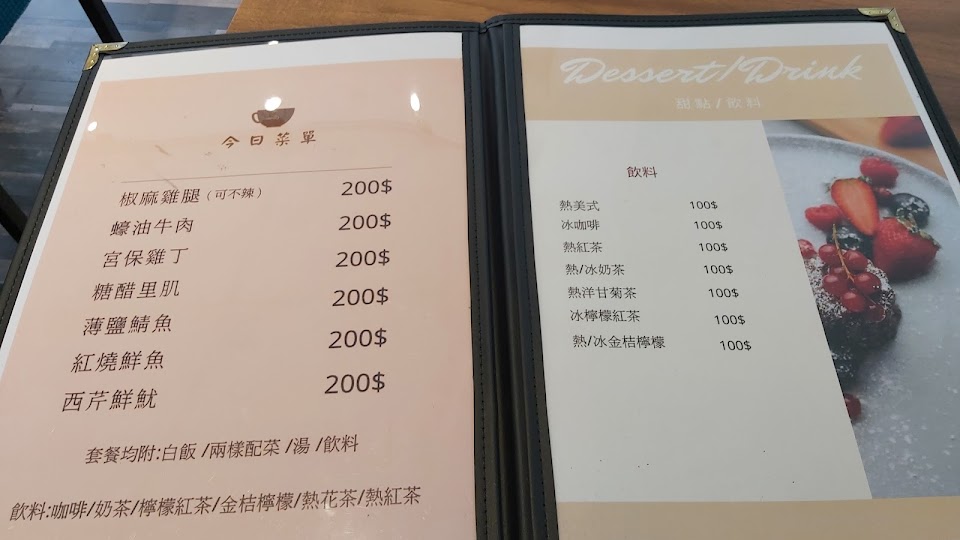 今日菜單
椒麻雞腿（可不辣） 200$
蠔油牛肉 200$
宮保雞丁 200$
糖醋里肌 200$
薄鹽鯖魚 200$
紅燒鮮魚 200$
西芹鮮魷
套餐均附:白飯 /兩樣配菜 /湯 /飲料
飲料:咖啡/奶茶/檸檬紅茶/金桔檸檬/熱花茶/熱紅茶
Dessert/Drink
甜點/飲料
飲料
熱美式 100$
冰咖啡 100$
熱紅茶 100$
熱/冰奶茶 100$
熱洋甘菊茶 100$
冰檸檬紅茶 100$
熱/冰金桔檸檬 100$